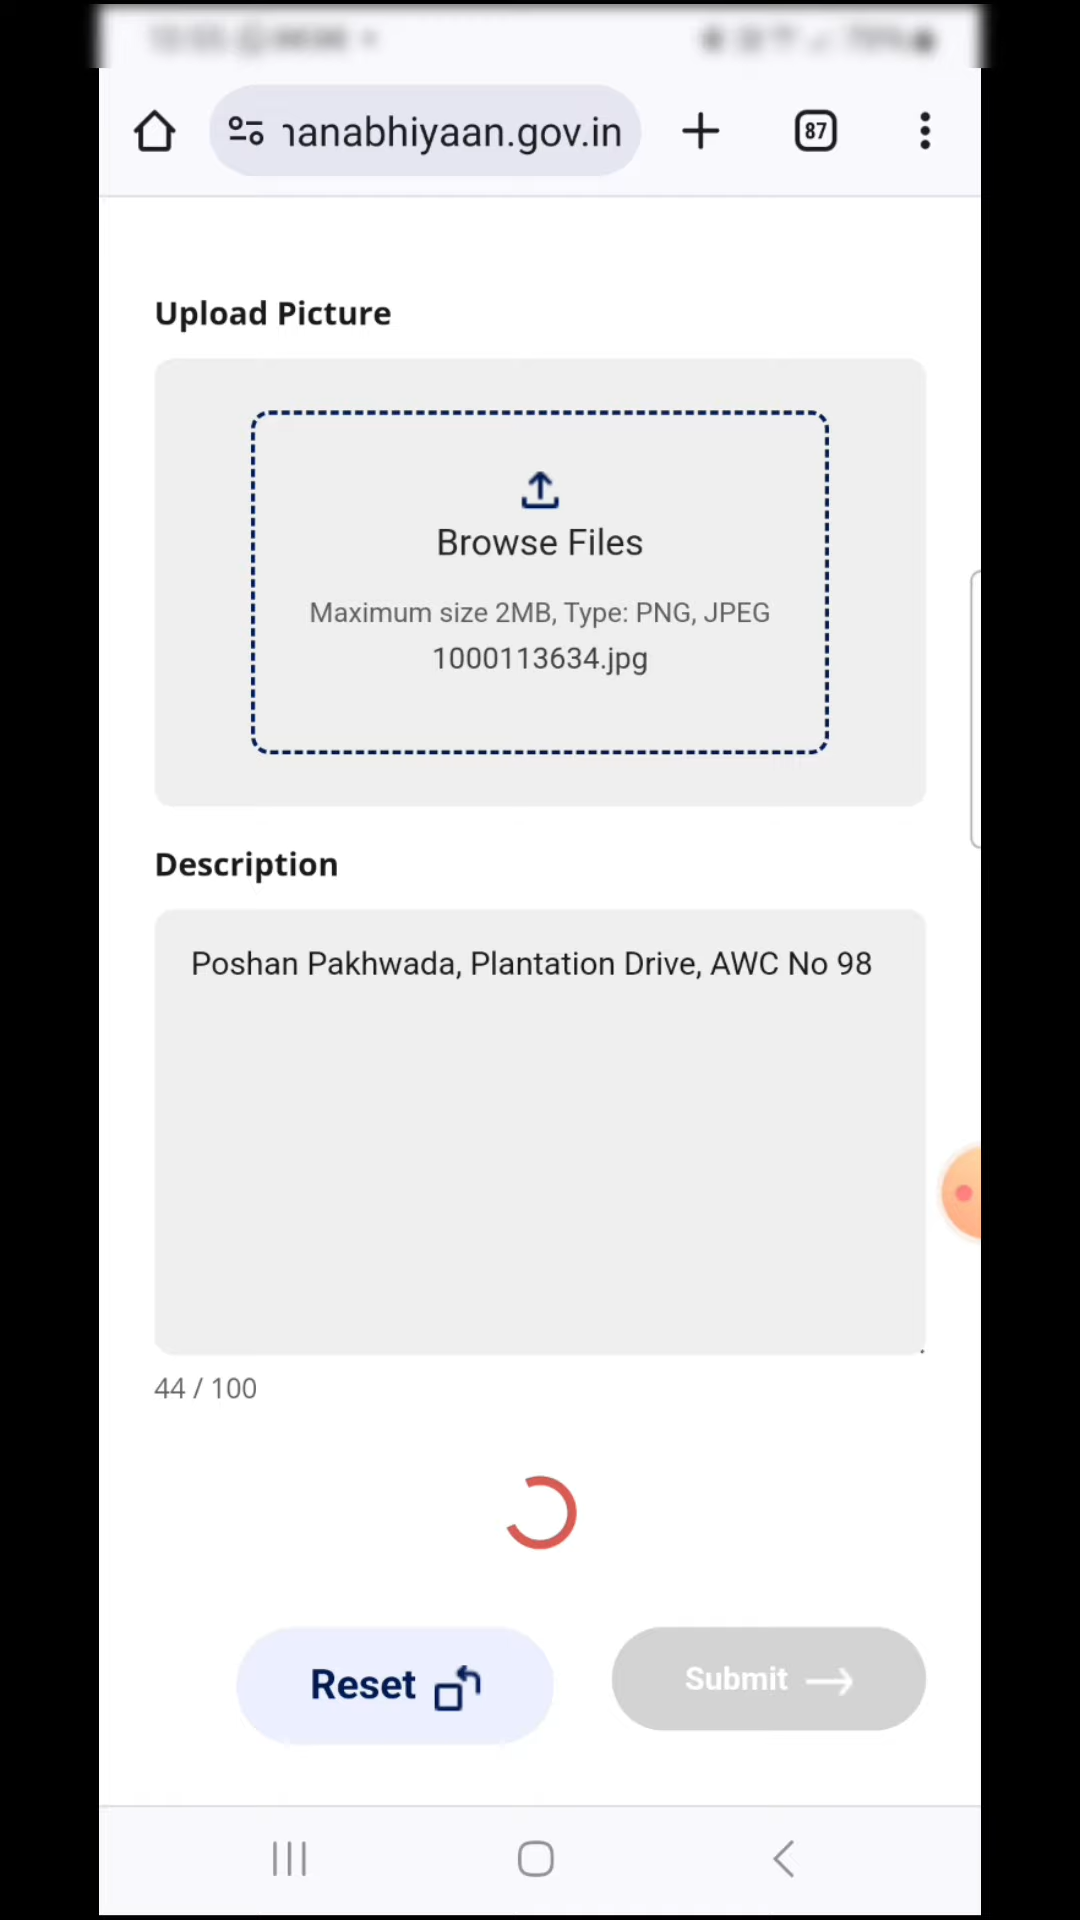 nanabhiyaan.gov.in
87
Upload Picture
Browse Files
Maximum size 2MB, Type: PNG, JPEG
1000113634.jpg
Description
Poshan Pakhwada, Plantation Drive, AWC No 98
44 / 100
Reset
Submit